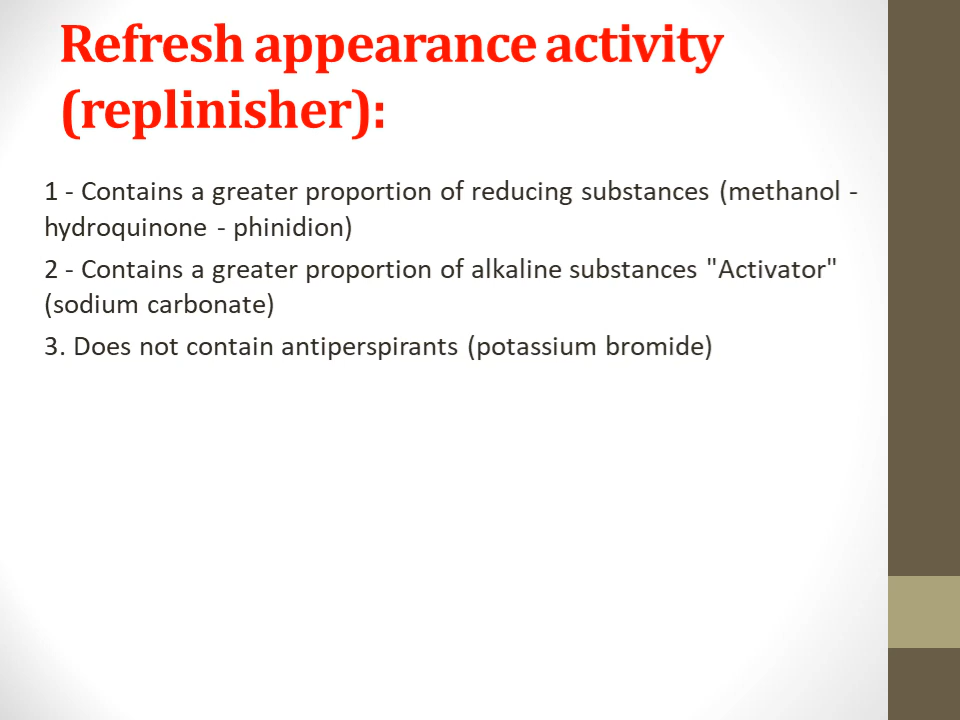 Refresh appearance activity
(replinisher):
1 - Contains a greater proportion of reducing substances (methanol -
hydroquinone - phinidion)
2 - Contains a greater proportion of alkaline substances "Activator"
(sodium carbonate)
3. Does not contain antiperspirants (potassium bromide)